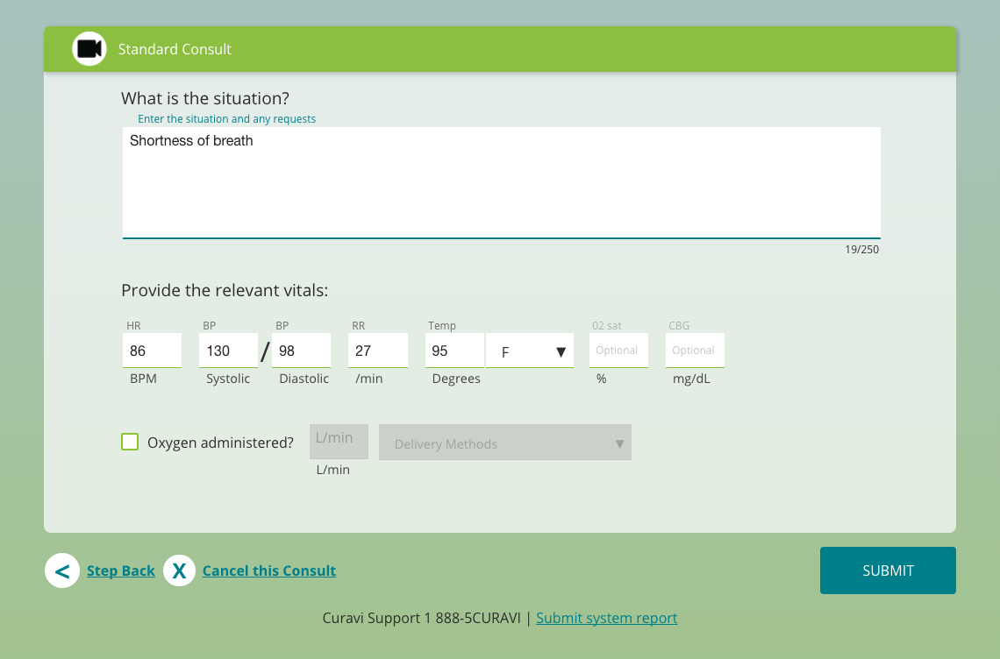 Standard Consult
What is the situation?
Enter the situation and any requests
Shortness of breath
19/250
Provide the relevant vitals:
HR BP BP RR Temp 02 sat CBG
86 130 / 98 27 95 F ▼ Optional Optional
BPM Systolic Diastolic /min Degrees % mg/dL
Oxygen administered? L/min Delivery Methods ▼
L/min
< Step Back X Cancel this Consult SUBMIT
Curavi Support 1 888-5CURAVI | Submit system report